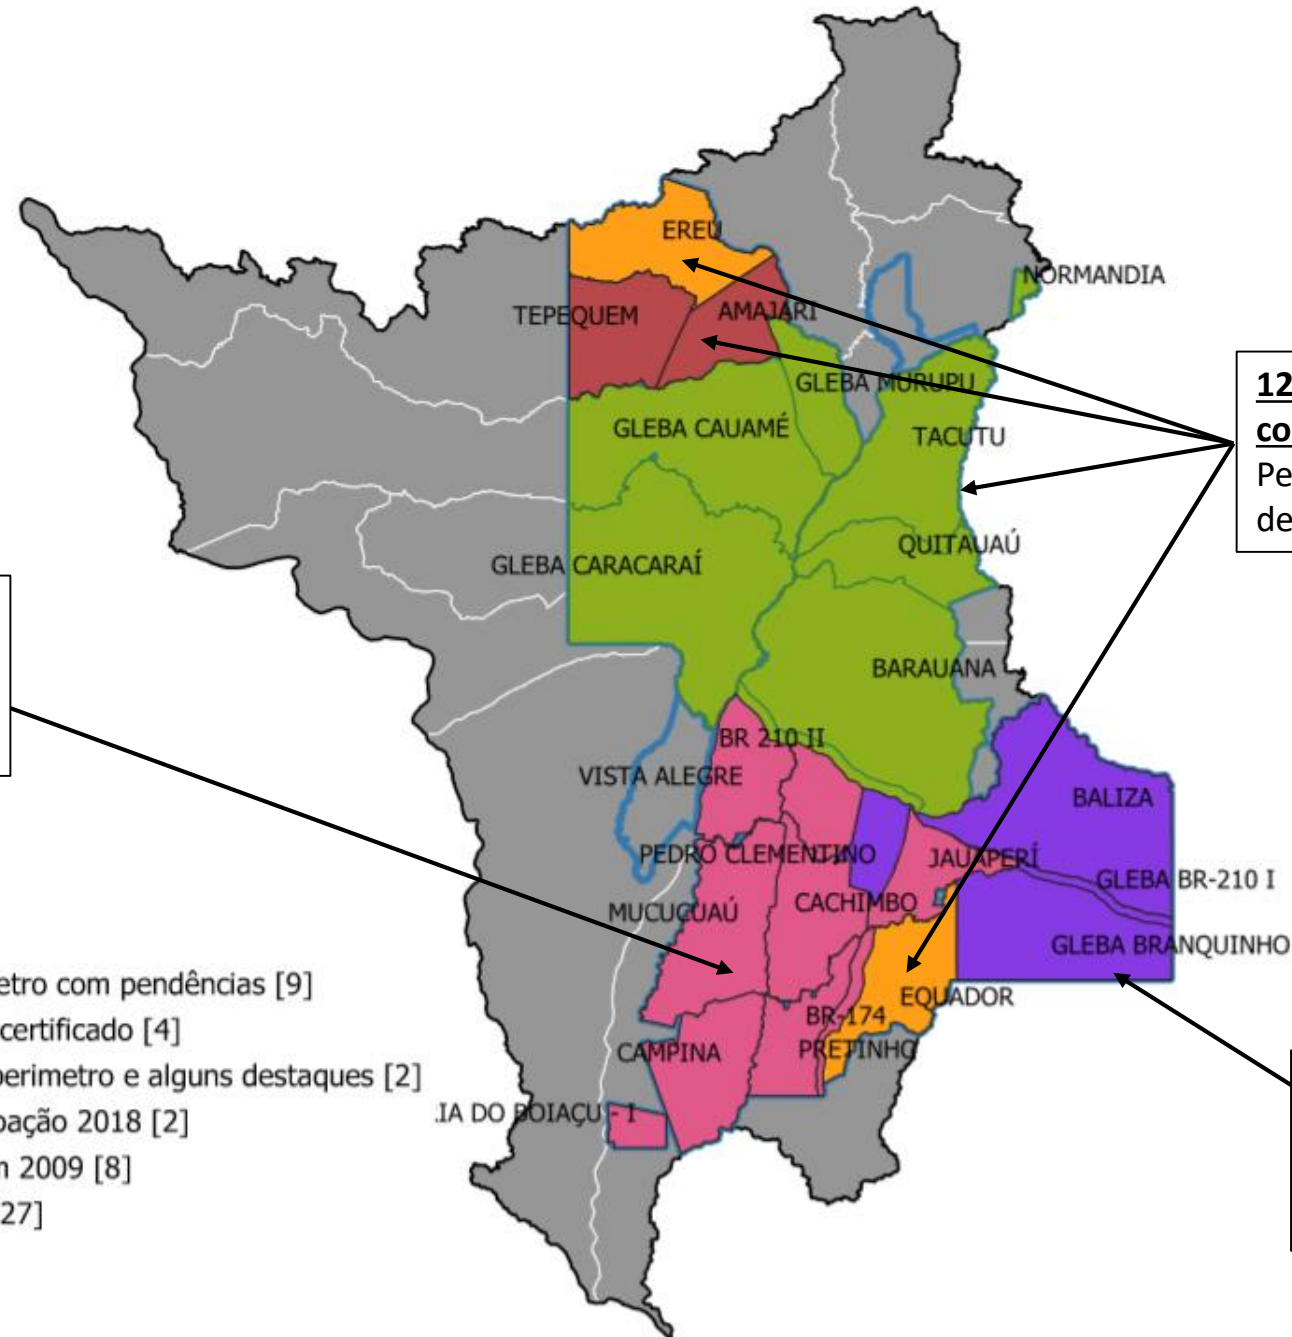 EREU
NORMANDIA
TEPEQUEM
AMAJARI
GLEBA MURUPU
GLEBA CAUAMÉ
TACUTU
QUITAUAÚ
GLEBA CARACARAÍ
BARAUANA
BR 210 II
VISTA ALEGRE
BALIZA
PEDRO CLEMENTINO
JAUAPERÍ
GLEBA BR-210 I
CACHIMBO
MUCUCUAÚ
GLEBA BRANQUINHO
EQUADOR
BR-174
CAMPINA
PRETINHO
IA DO BOIAÇU - I
12
co
Pe
de
etro com pendências [9]
certificado [4]
perimetro e alguns destaques [2]
pação 2018 [2]
m 2009 [8]
27]